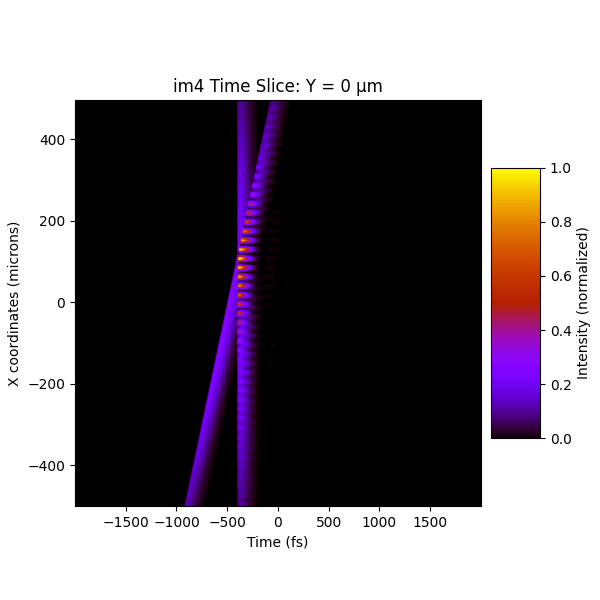 im4 Time Slice: Y = 0 μm
400
200
0
−200
−400
X coordinates (microns)
−1500 −1000 −500 0 500 1000 1500
Time (fs)
1.0
0.8
0.6
0.4
0.2
0.0
Intensity (normalized)